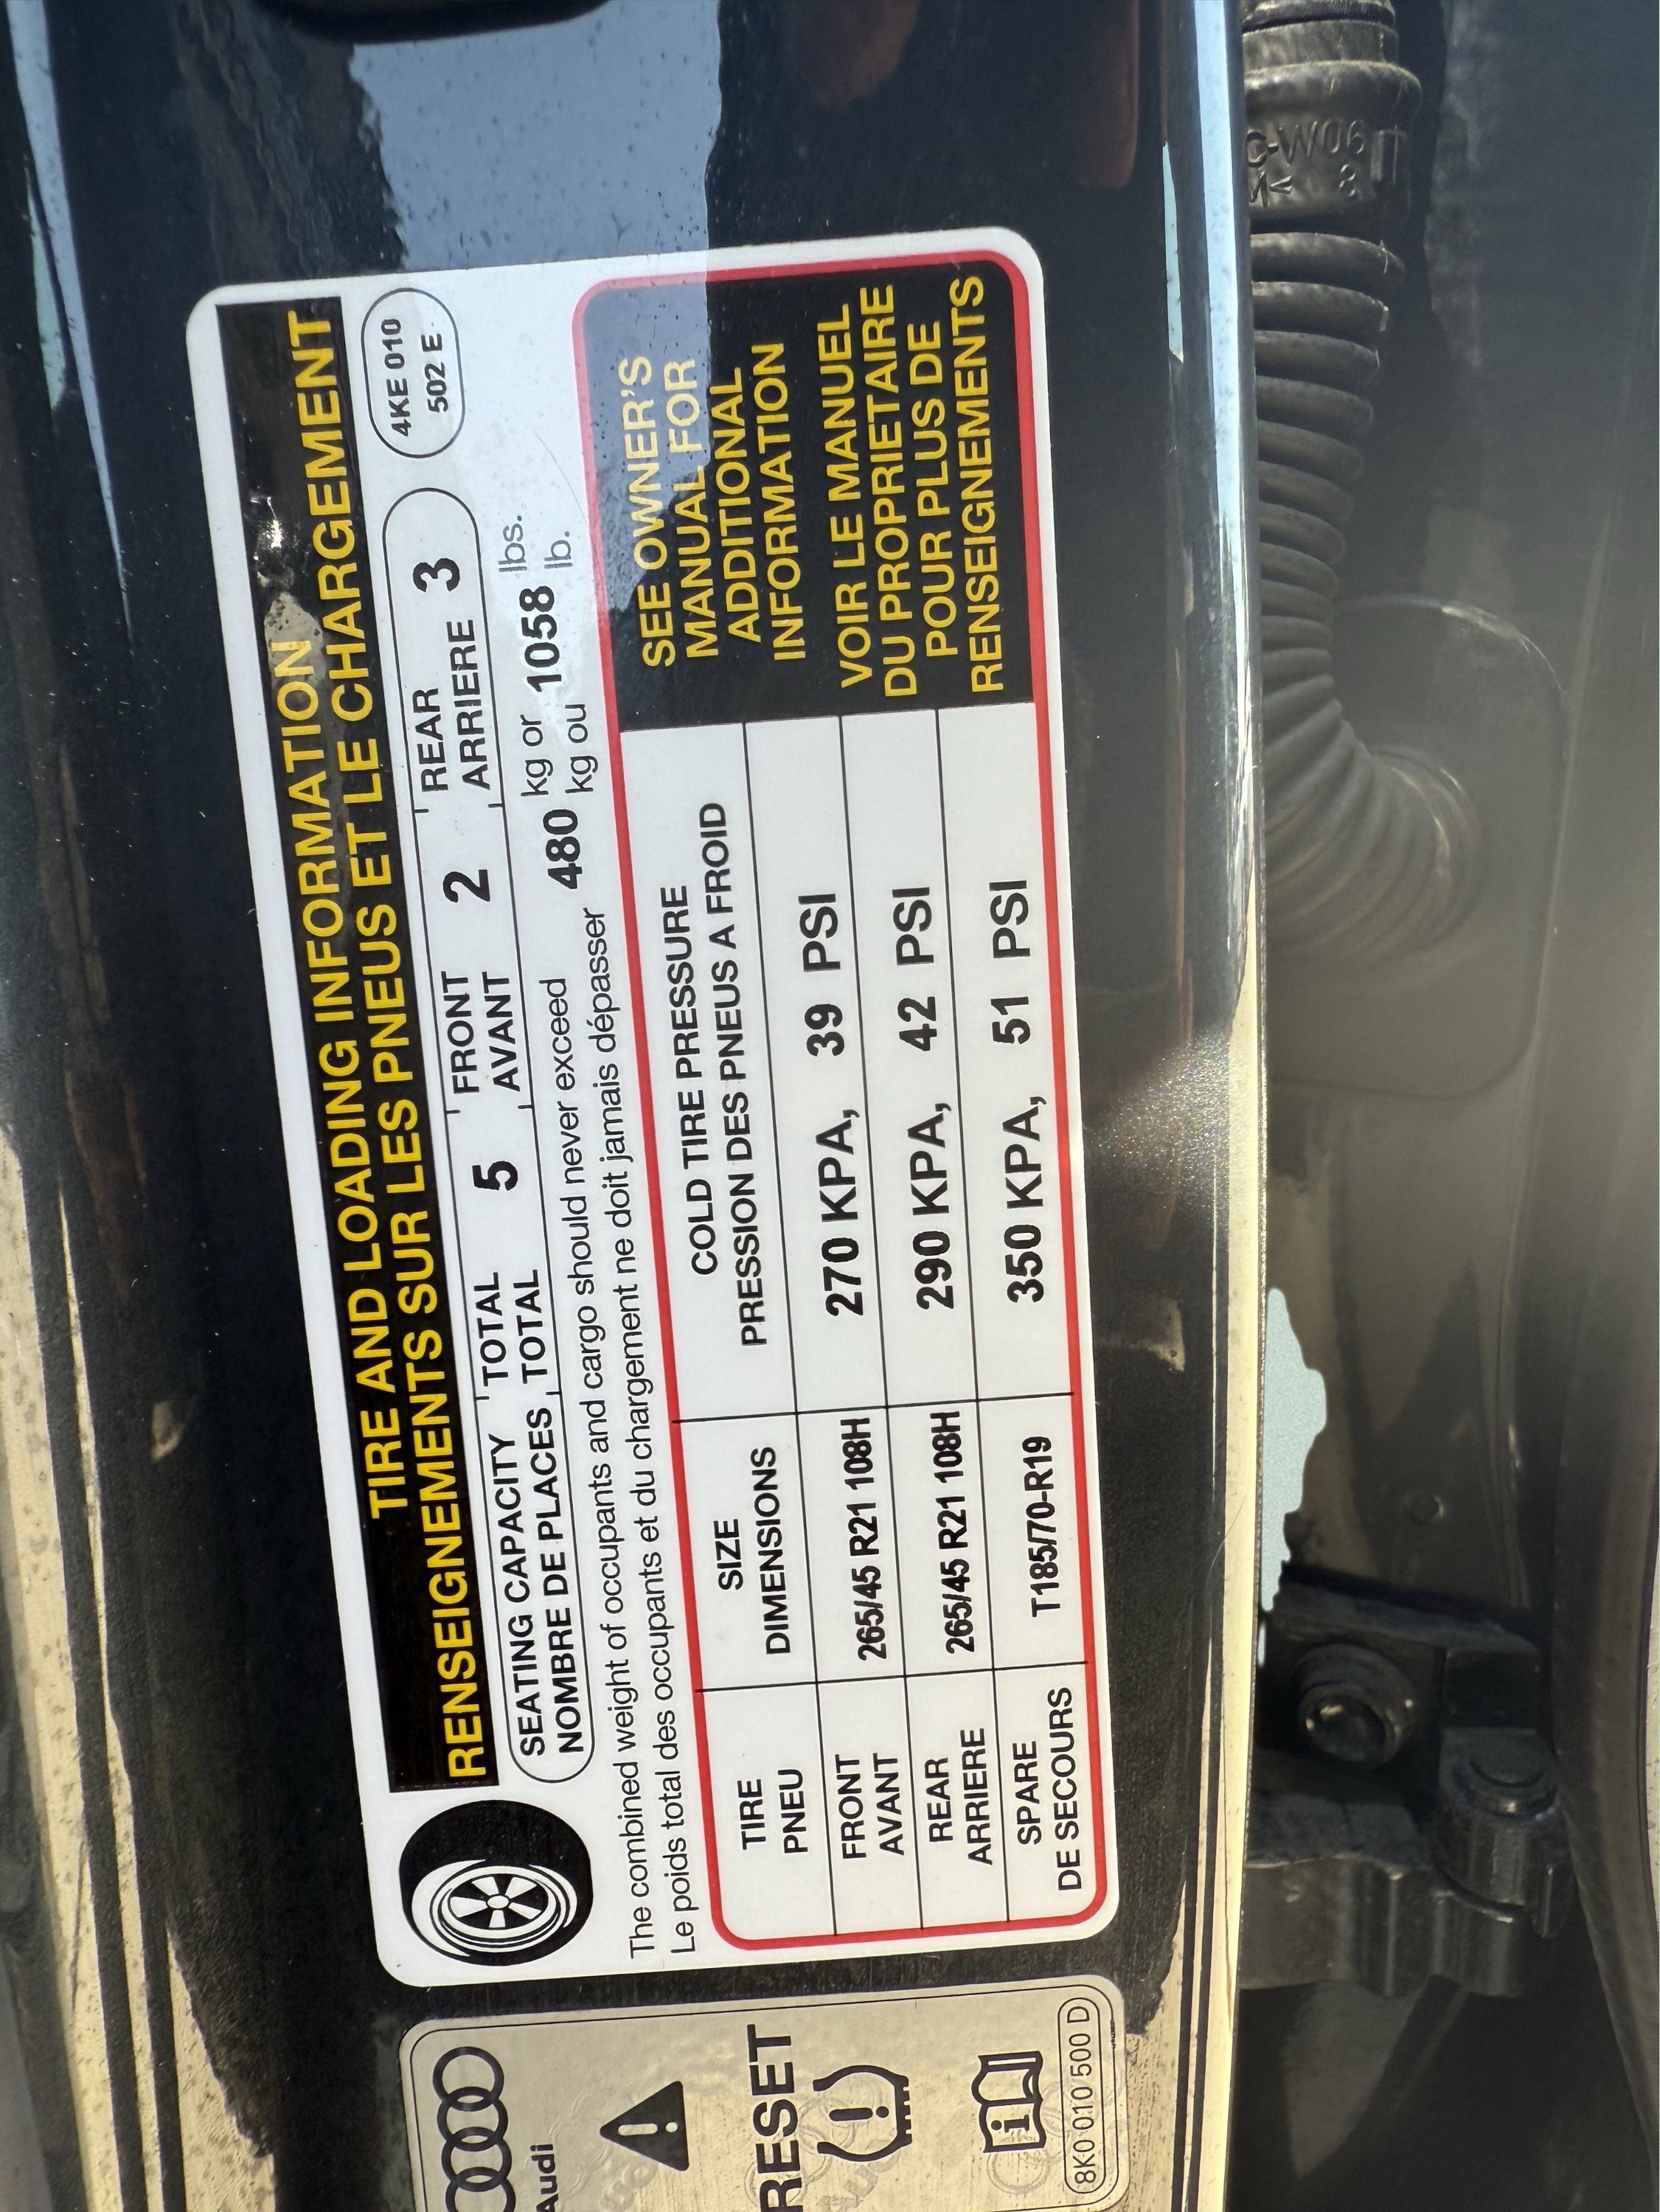 TIRE AND LOADING INFORMATION
RENSEIGNEMENTS SUR LES PNEUS ET LE CHARGEMENT
4KE 010
502 E
SEATING CAPACITY TOTAL 5 FRONT 2 REAR 3
NOMBRE DE PLACES TOTAL AVANT ARRIERE
The combined weight of occupants and cargo should never exceed 480 kg or 1058 lbs.
Le poids total des occupants et du chargement ne doit jamais dépasser kg ou lb.
TIRE SIZE COLD TIRE PRESSURE
PNEU DIMENSIONS PRESSION DES PNEUS A FROID
FRONT 265/45 R21 108H 270 KPA, 39 PSI
AVANT
REAR 265/45 R21 108H 290 KPA, 42 PSI
ARRIERE
SPARE T185/70-R19 350 KPA, 51 PSI
DE SECOURS
SEE OWNER'S
MANUAL FOR
ADDITIONAL
INFORMATION
VOIR LE MANUEL
DU PROPRIETAIRE
POUR PLUS DE
RENSEIGNEMENTS
Audi
RESET
8K0 010 500 D
C-W06
8